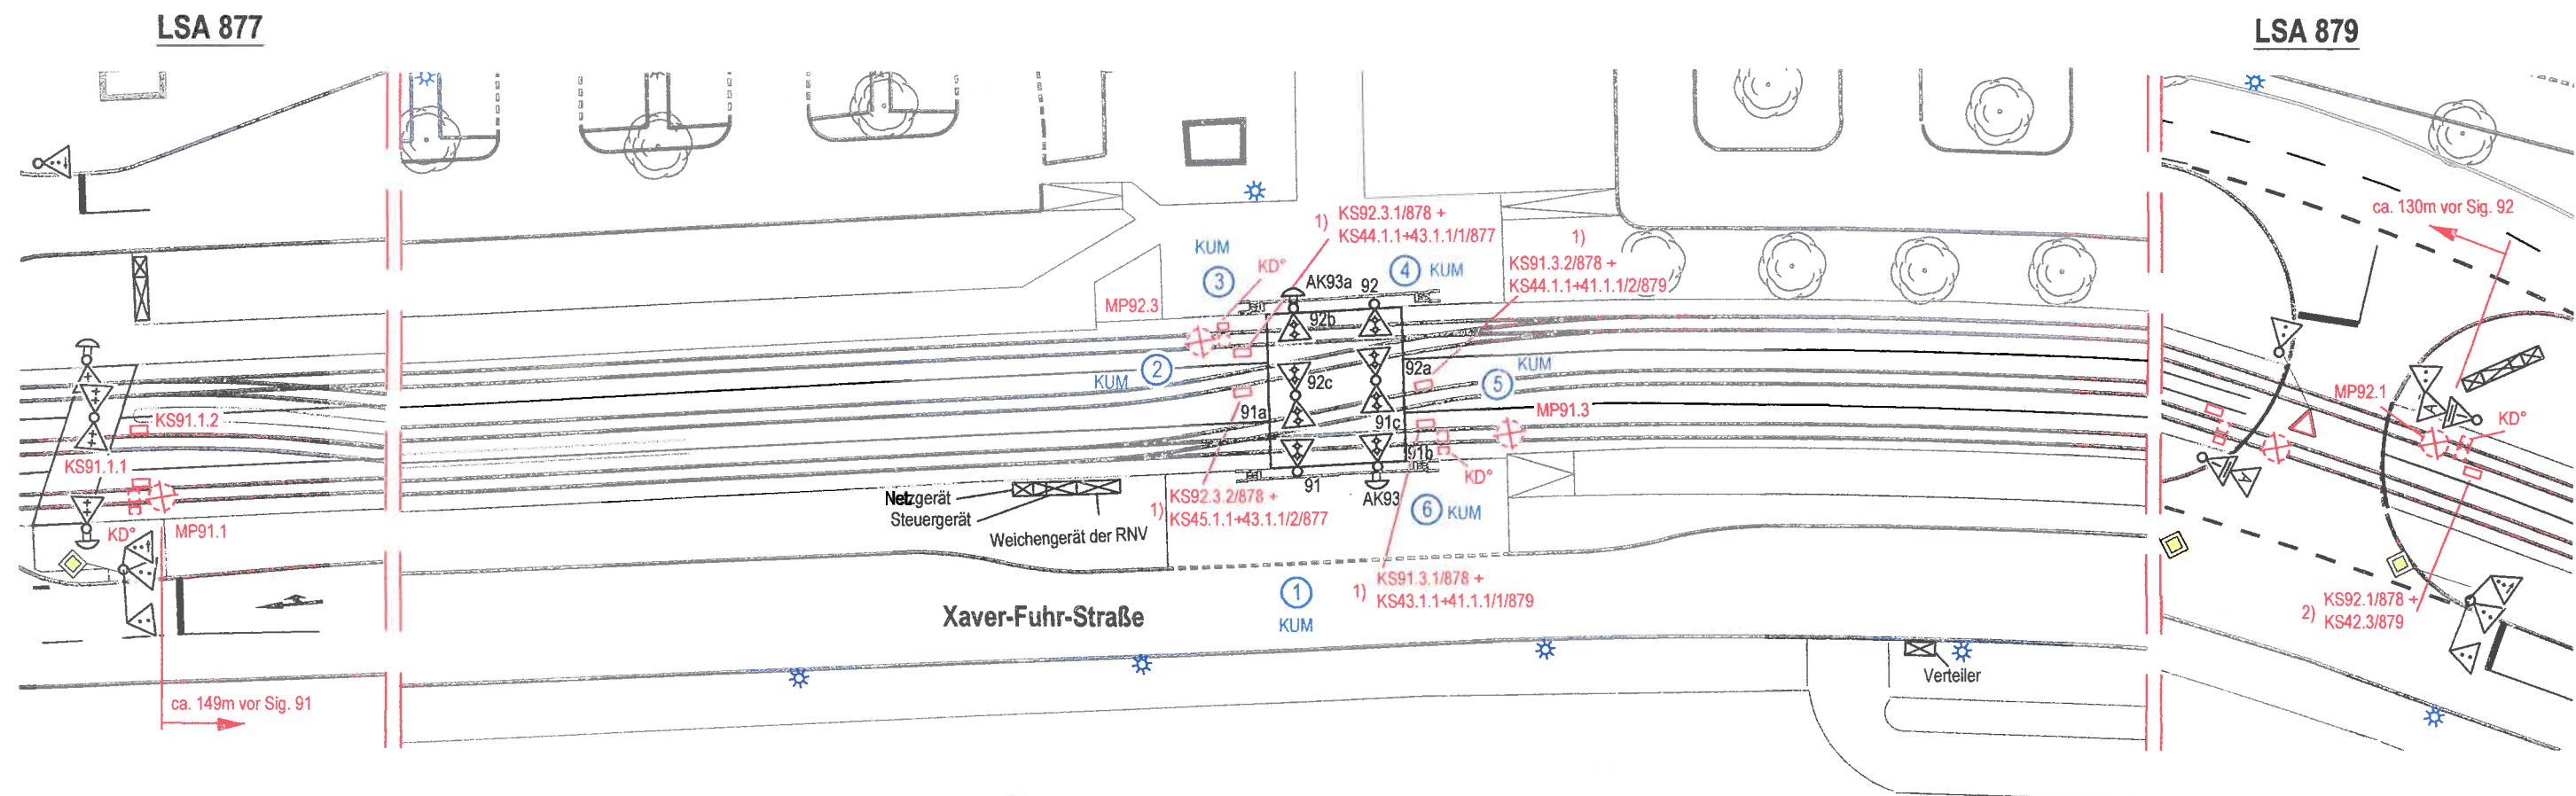 LSA 877
LSA 879
ca. 130m vor Sig. 92
1) KS92.3.1/878 +
KS44.1.1+43.1.1/1/877
1)
KS91.3.2/878 +
KS44.1.1+41.1.1/2/879
KUM
3
KD°
4 KUM
AK93a 92
MP92.3
92b
2
KUM
92c
92a
5
KUM
91a
91c
MP91.3
91b
KD°
91
AK93
6 KUM
KS91.1.2
KS91.1.1
KD°
MP91.1
Netzgerät
Steuergerät
Weichengerät der RNV
1) KS92.3.2/878 +
KS45.1.1+43.1.1/2/877
1) KS91.3.1/878 +
KS43.1.1+41.1.1/1/879
1
KUM
Xaver-Fuhr-Straße
MP92.1
KD°
A
A
KS92.1/878 +
2) KS42.3/879
Verteiler
ca. 149m vor Sig. 91